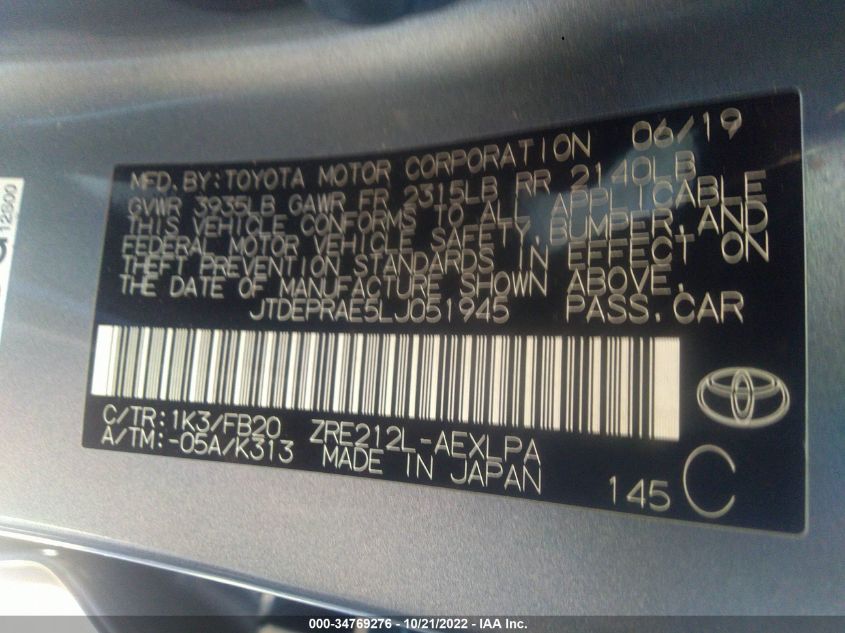 06/19
MFD.BY:TOYOTA MOTOR CORPORATION
GVWR 3935LB GAWR FR 2315LB RR 2140LB
THIS VEHICLE CONFORMS TO ALL APPLICABLE
FEDERAL MOTOR VEHICLE SAFETY,BUMPER,AND
THEFT PREVENTION STANDARDS IN EFFECT ON
THE DATE OF MANUFACTURE SHOWN ABOVE.
JTDEPRAE5LJ051945 PASS.CAR
C/TR:1K3/FB20 ZRE212L-AEXLPA
A/TM:-05A/K313 MADE IN JAPAN
145 C
12S00
000-34769276 - 10/21/2022 - IAA Inc.